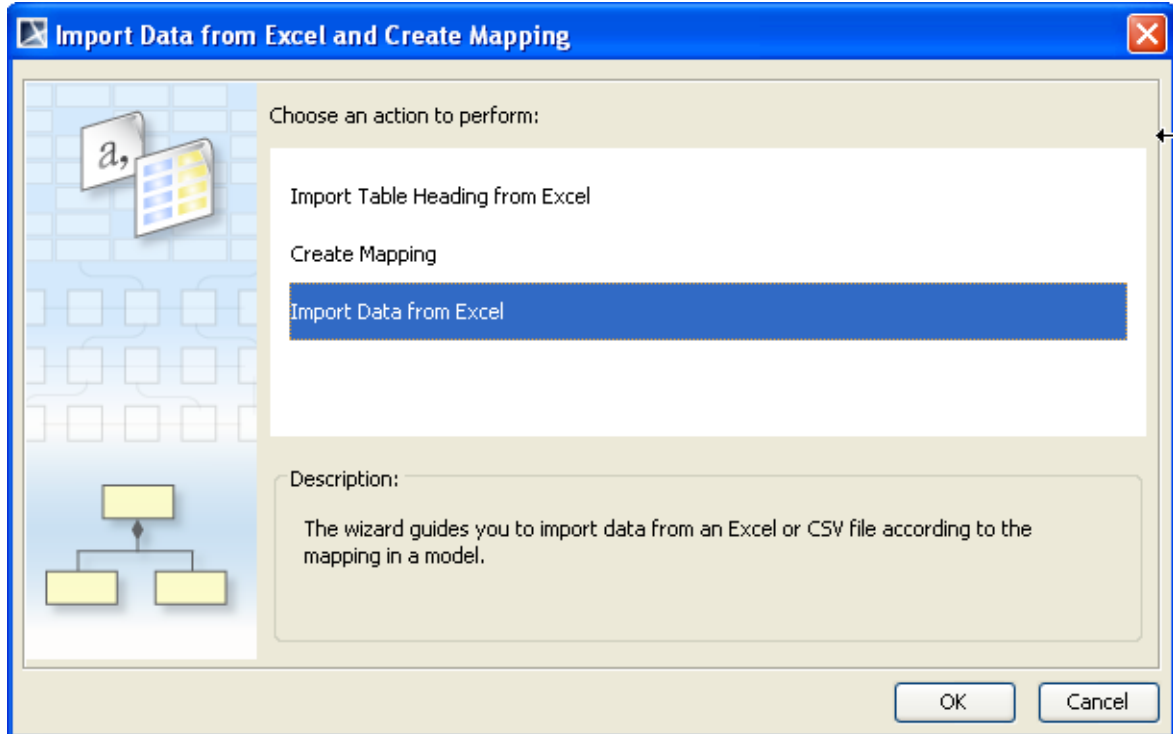 Import Data from Excel and Create Mapping
Choose an action to perform:
a,
Import Table Heading from Excel
Create Mapping
Import Data from Excel
Description:
The wizard guides you to import data from an Excel or CSV file according to the
mapping in a model.
OK
Cancel